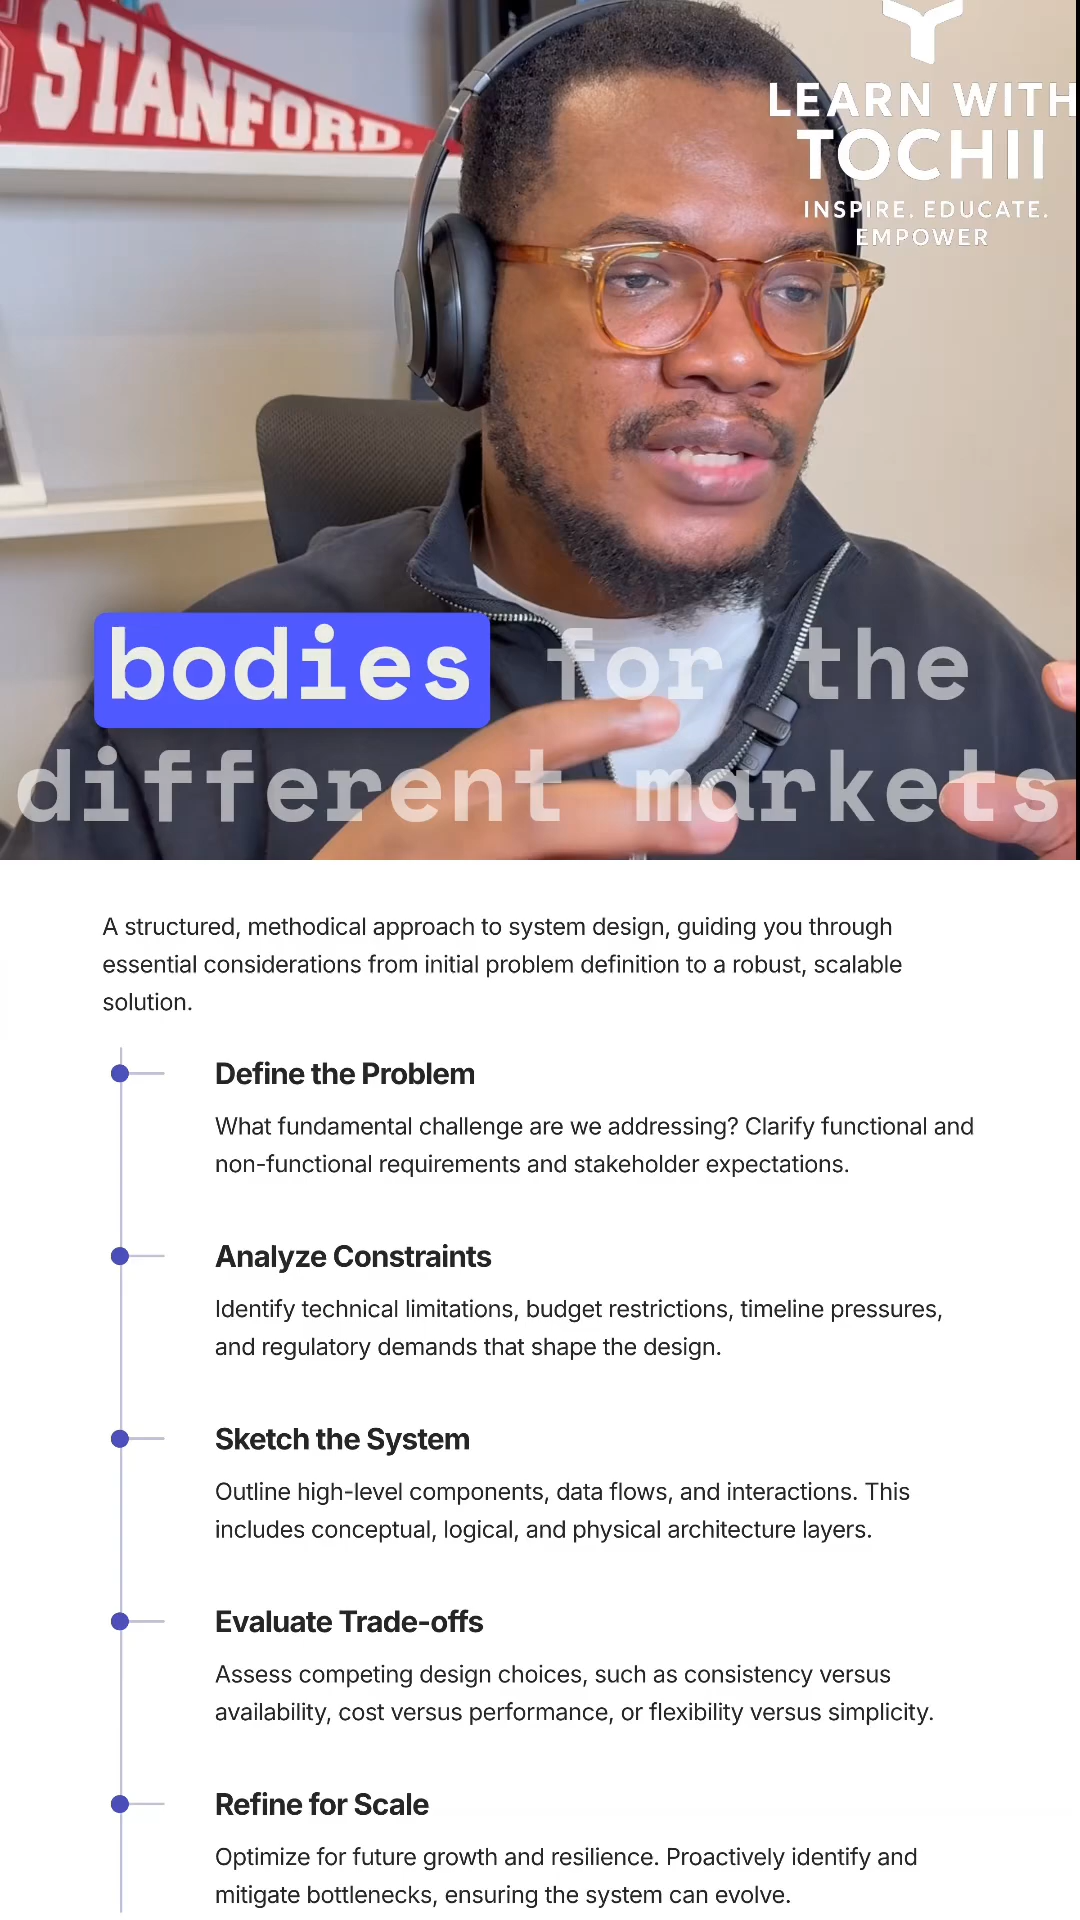 STANFORD
LEARN WITH
TOCHII
INSPIRE. EDUCATE.
EMPOWER
bodies for the
different markets
A structured, methodical approach to system design, guiding you through
essential considerations from initial problem definition to a robust, scalable
solution.
Define the Problem
What fundamental challenge are we addressing? Clarify functional and
non-functional requirements and stakeholder expectations.
Analyze Constraints
Identify technical limitations, budget restrictions, timeline pressures,
and regulatory demands that shape the design.
Sketch the System
Outline high-level components, data flows, and interactions. This
includes conceptual, logical, and physical architecture layers.
Evaluate Trade-offs
Assess competing design choices, such as consistency versus
availability, cost versus performance, or flexibility versus simplicity.
Refine for Scale
Optimize for future growth and resilience. Proactively identify and
mitigate bottlenecks, ensuring the system can evolve.